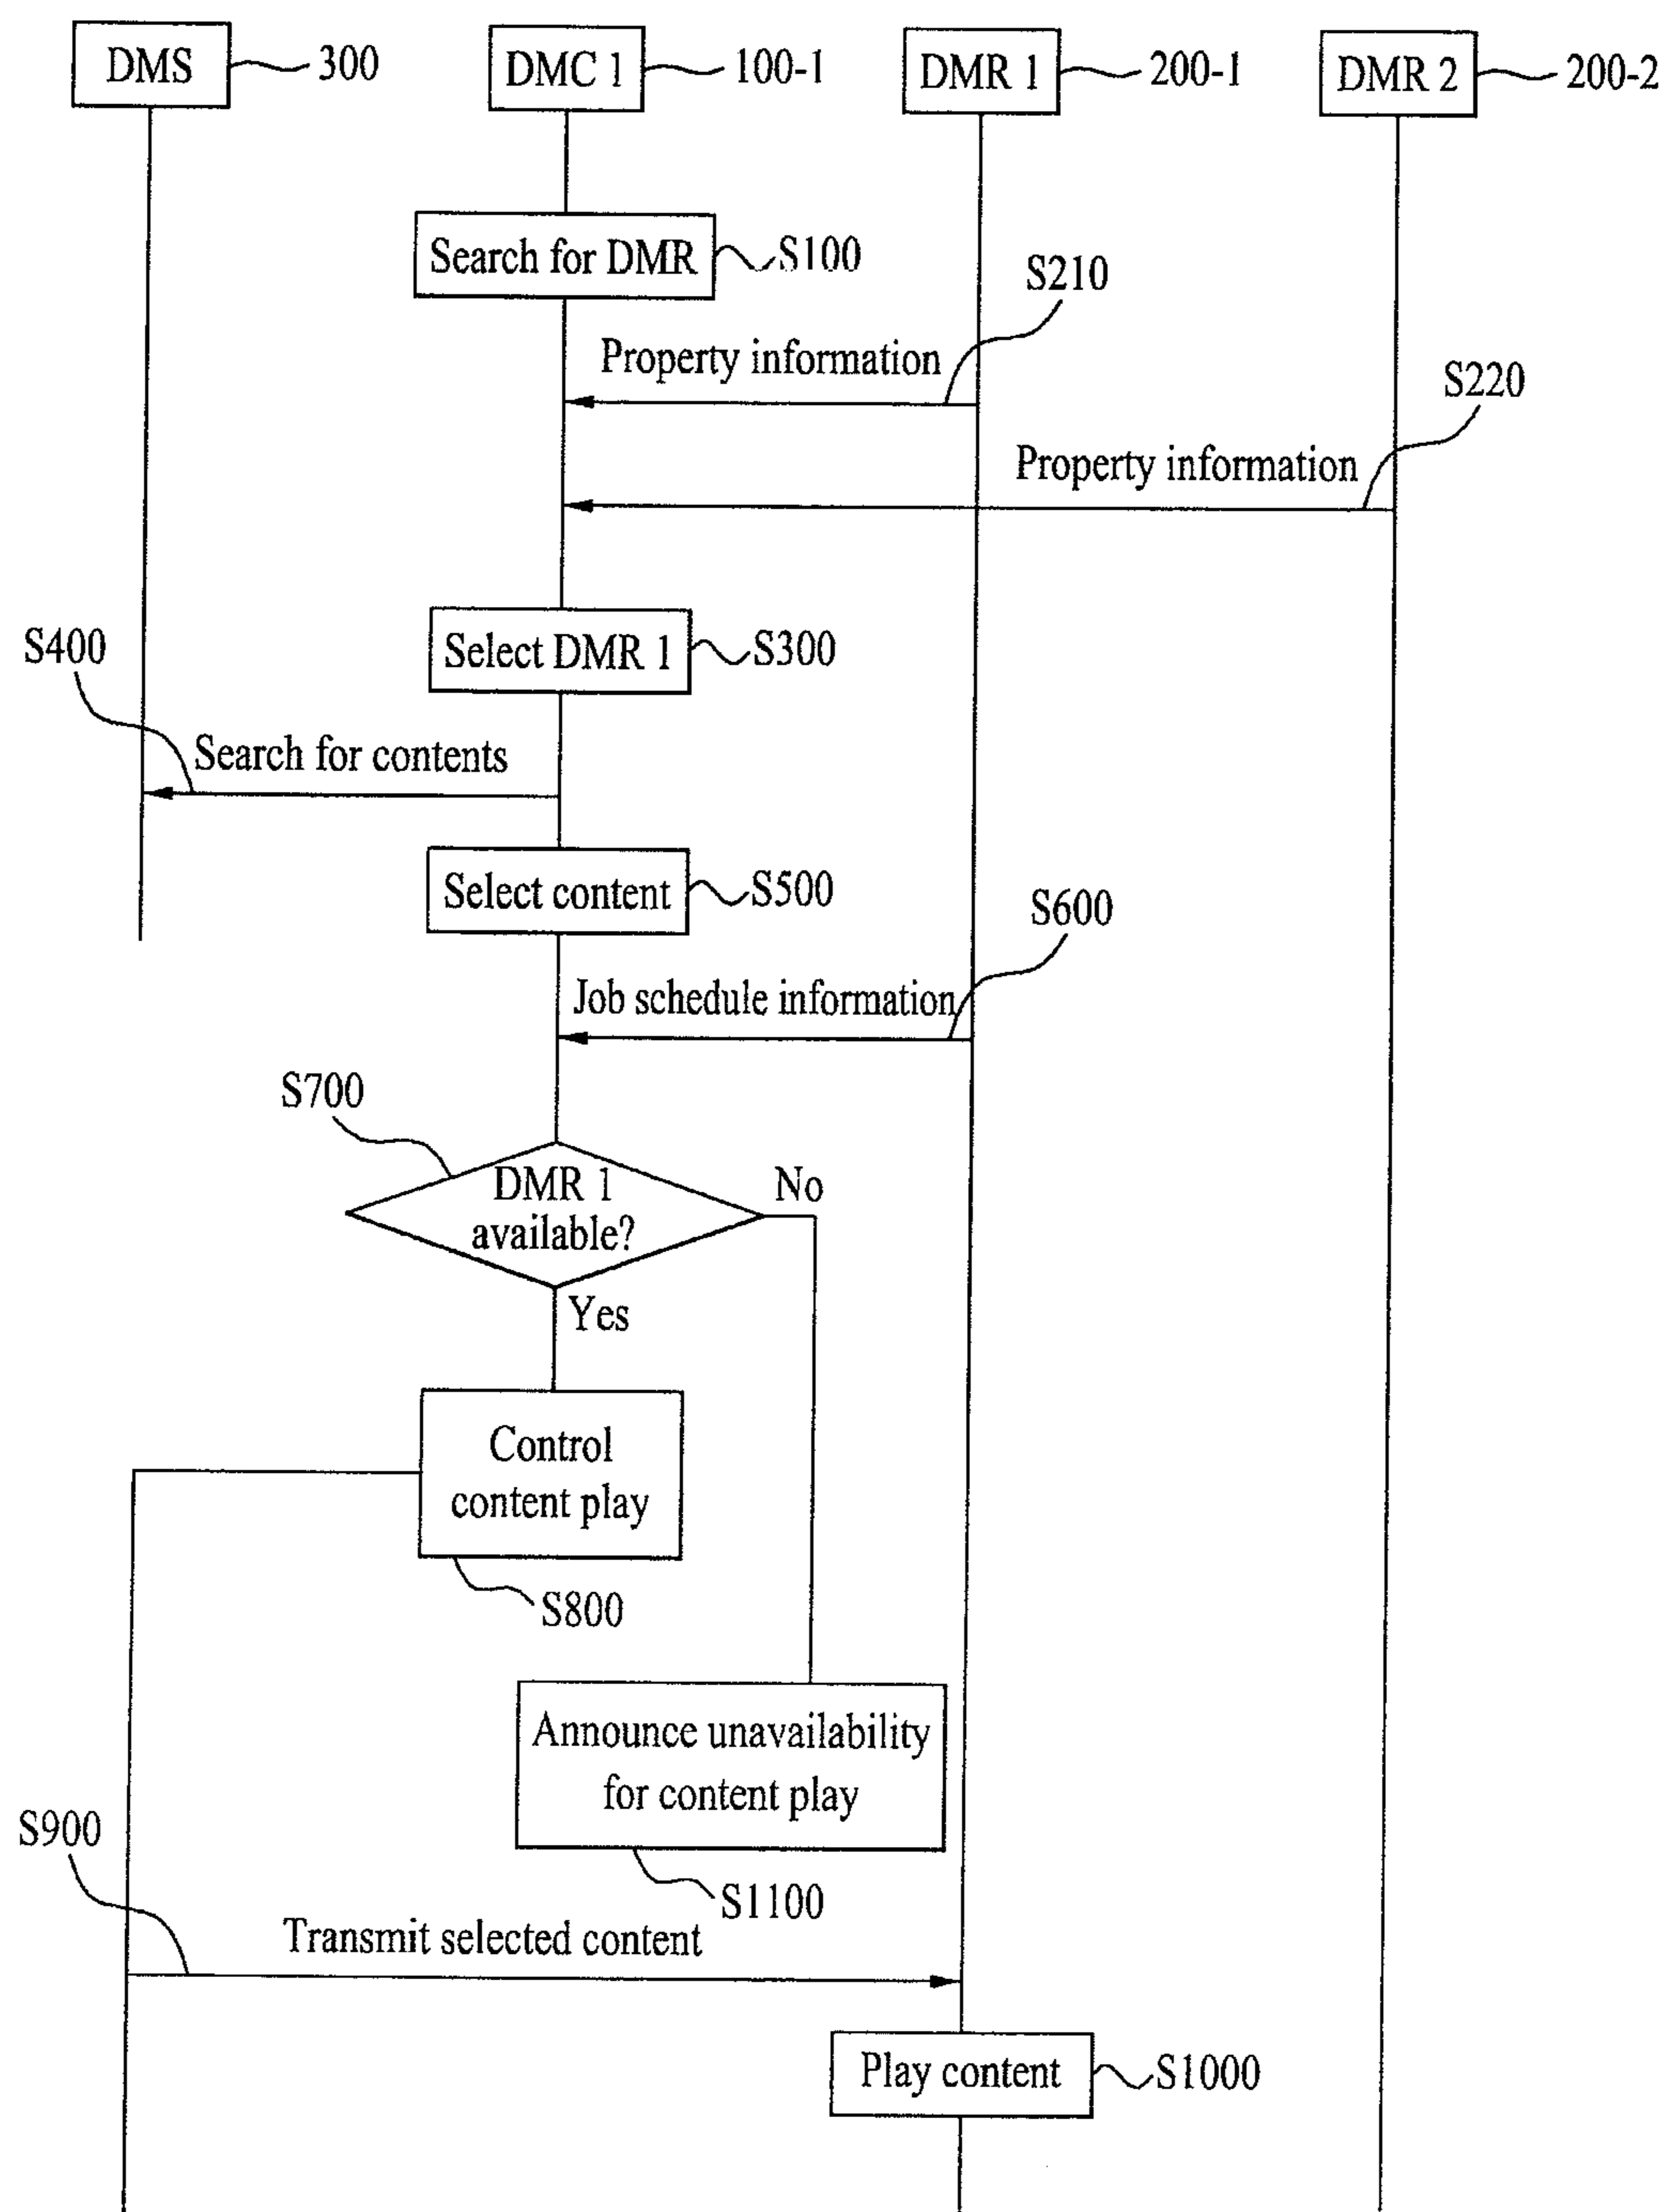 DMS
300
DMC 1
100-1
DMR 1
200-1
DMR 2
200-2
Search for DMR
S100
S210
Property information
S220
Property information
Select DMR 1
S300
S400
Search for contents
Select content
S500
S600
Job schedule information
S700
DMR 1
available?
No
Yes
Control
content play
S800
Announce unavailability
for content play
S900
S1100
Transmit selected content
Play content
S1000